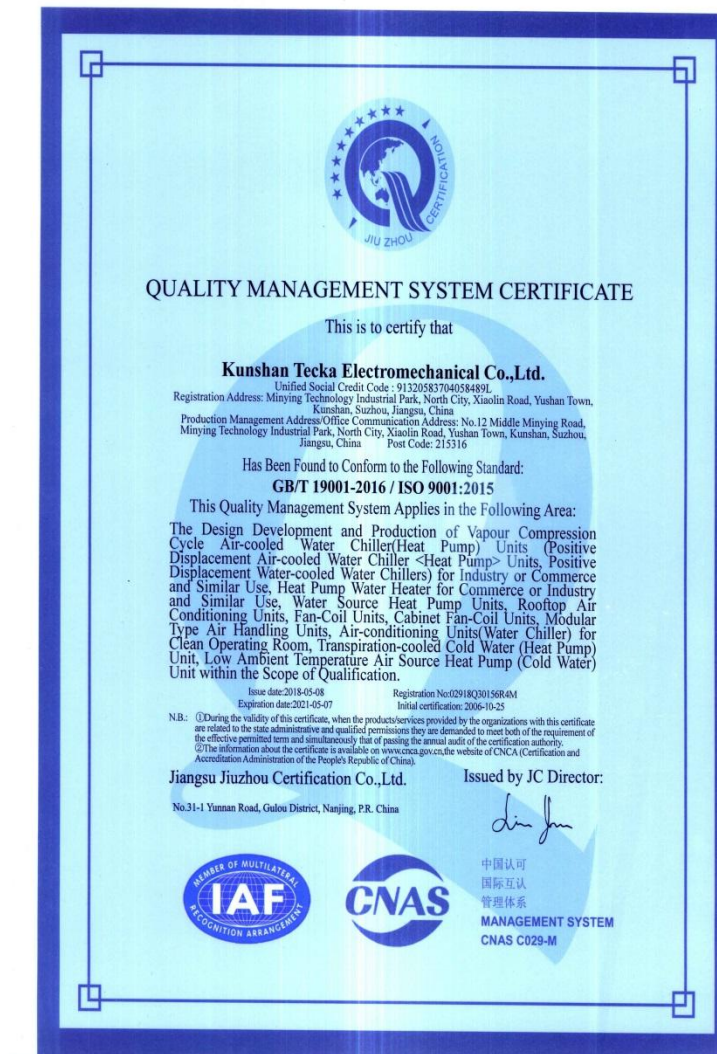 JIU ZHOU CERTIFICATION
QUALITY MANAGEMENT SYSTEM CERTIFICATE
This is to certify that
Kunshan Tecka Electromechanical Co.,Ltd.
Unified Social Credit Code : 91320583704058489L
Registration Address: Minying Technology Industrial Park, North City, Xiaolin Road, Yushan Town,
Kunshan, Suzhou, Jiangsu, China
Production Management Address/Office Communication Address: No.12 Middle Minying Road,
Minying Technology Industrial Park, North City, Xiaolin Road, Yushan Town, Kunshan, Suzhou,
Jiangsu, China Post Code: 215316
Has Been Found to Conform to the Following Standard:
GB/T 19001-2016 / ISO 9001:2015
This Quality Management System Applies in the Following Area:
The Design Development and Production of Vapour Compression
Cycle Air-cooled Water Chiller(Heat Pump) Units (Positive
Displacement Air-cooled Water Chiller <Heat Pump> Units, Positive
Displacement Water-cooled Water Chillers) for Industry or Commerce
and Similar Use, Heat Pump Water Heater for Commerce or Industry
and Similar Use, Water Source Heat Pump Units, Rooftop Air
Conditioning Units, Fan-Coil Units, Cabinet Fan-Coil Units, Modular
Type Air Handling Units, Air-conditioning Units(Water Chiller) for
Clean Operating Room, Transpiration-cooled Cold Water (Heat Pump)
Unit, Low Ambient Temperature Air Source Heat Pump (Cold Water)
Unit within the Scope of Qualification.
Issue date:2018-05-08 Registration No:02918Q30156R4M
Expiration date:2021-05-07 Initial certification: 2006-10-25
N.B.: ①During the validity of this certificate, when the products/services provided by the organizations with this certificate
are related to the state administrative and qualified permissions they are demanded to meet both of the requirement of
the effective permitted term and simultaneously that of passing the annual audit of the certification authority.
②The information about the certificate is available on www.cnca.gov.cn,the website of CNCA (Certification and
Accreditation Administration of the People's Republic of China).
Jiangsu Jiuzhou Certification Co.,Ltd. Issued by JC Director:
No.31-1 Yunnan Road, Gulou District, Nanjing, P.R. China
MEMBER OF MULTILATERAL
IAF
RECOGNITION ARRANGEMENT
CNAS
中国认可
国际互认
管理体系
MANAGEMENT SYSTEM
CNAS C029-M